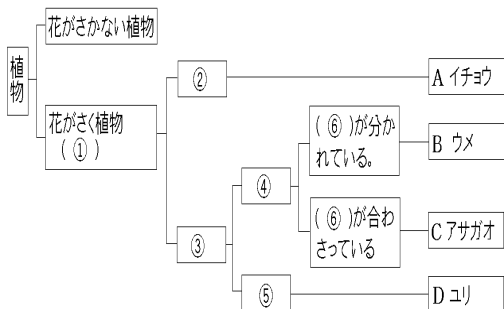 植物
花がさかない植物
花がさく植物
( ① )
②
③
④
⑤
( ⑥ )が分か
れている。
( ⑥ )が合わ
さっている
A イチョウ
B ウメ
C アサガオ
D ユリ